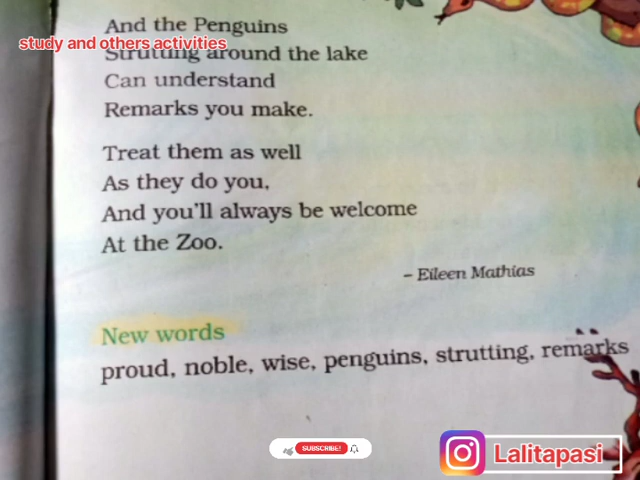 And the Penguins
study and others activities
Strutting around the lake
Can understand
Remarks you make.
Treat them as well
As they do you,
And you'll always be welcome
At the Zoo.
– Eileen Mathias
New words
proud, noble, wise, penguins, strutting, remarks
SUBSCRIBE!
Lalitapasi